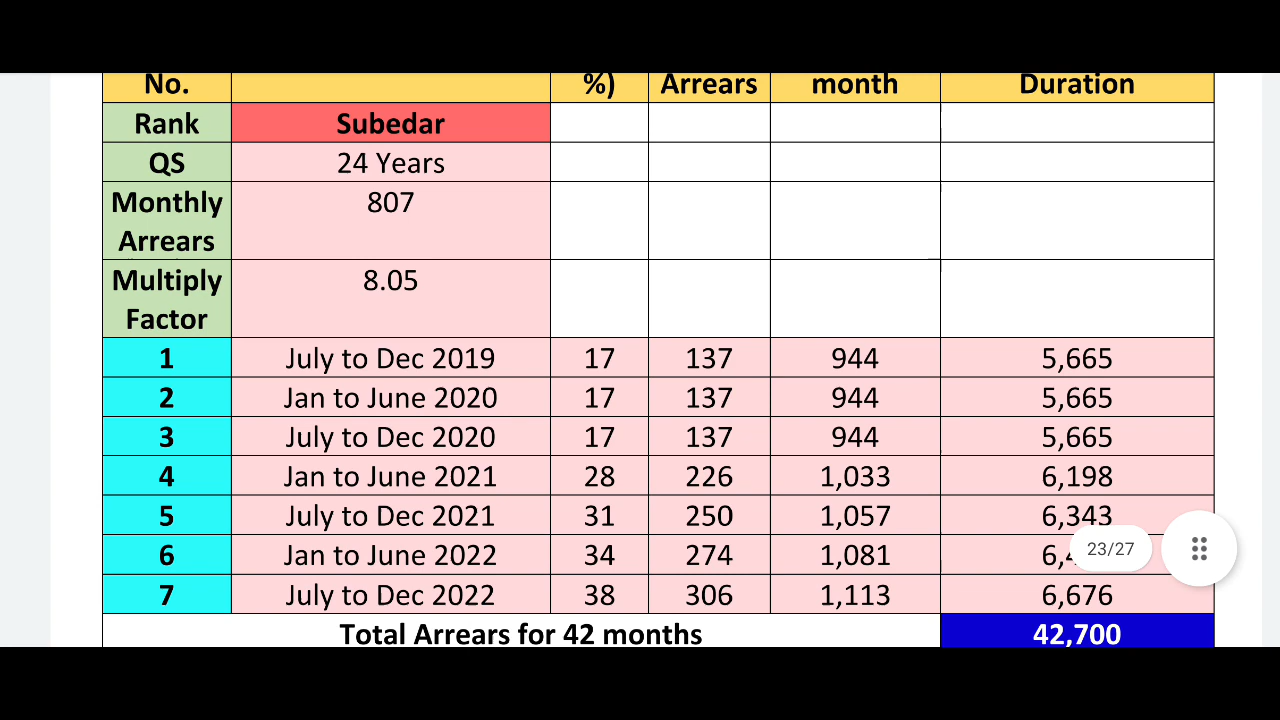 No. %) Arrears month Duration
Rank Subedar
QS 24 Years
Monthly 807
Arrears
Multiply 8.05
Factor
1 July to Dec 2019 17 137 944 5,665
2 Jan to June 2020 17 137 944 5,665
3 July to Dec 2020 17 137 944 5,665
4 Jan to June 2021 28 226 1,033 6,198
5 July to Dec 2021 31 250 1,057 6,343
6 Jan to June 2022 34 274 1,081
23/27
7 July to Dec 2022 38 306 1,113 6,676
Total Arrears for 42 months 42,700